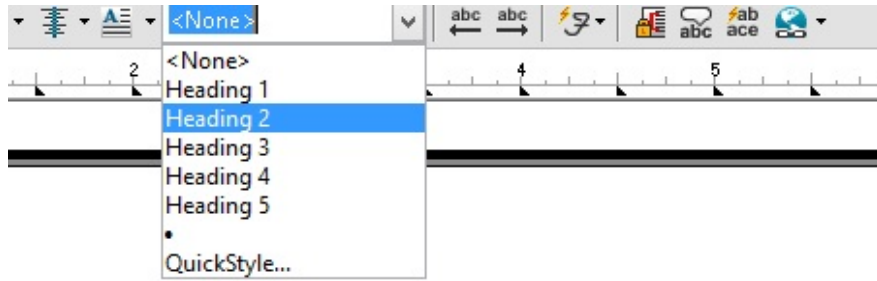 <None> abc abc abc ab ace
2 4 5
<None>
Heading 1
Heading 2
Heading 3
Heading 4
Heading 5
•
QuickStyle...